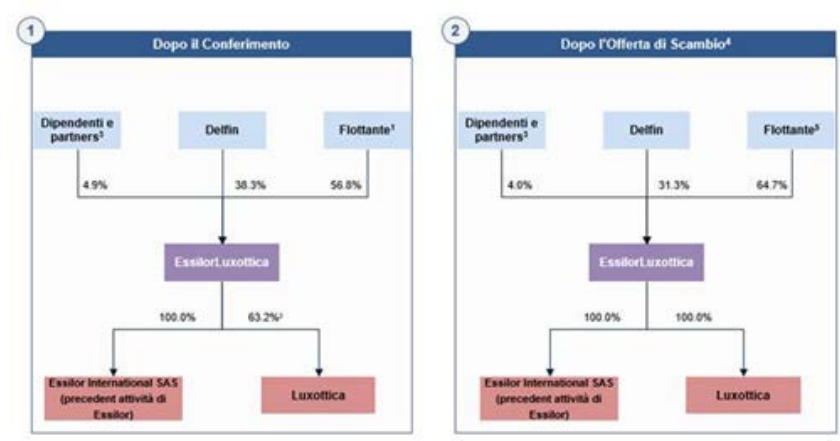 1
Dopo il Conferimento
Dipendenti e
partners³
Delfin
Flottante¹
4.9%
38.3%
56.8%
EssilorLuxottica
100.0%
63.2%²
Essilor International SAS
(precedent attività di
Essilor)
Luxottica
2
Dopo l'Offerta di Scambio⁴
Dipendenti e
partners³
Delfin
Flottante⁵
4.0%
31.3%
64.7%
EssilorLuxottica
100.0%
100.0%
Essilor International SAS
(precedent attività di
Essilor)
Luxottica